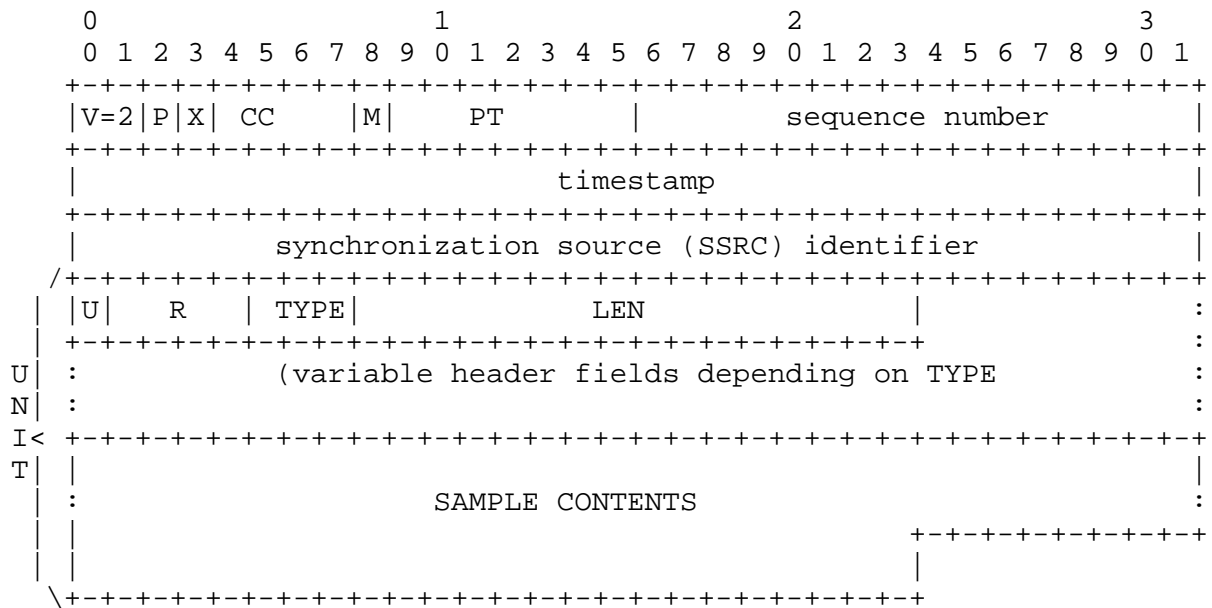 0                   1                   2                   3
    0 1 2 3 4 5 6 7 8 9 0 1 2 3 4 5 6 7 8 9 0 1 2 3 4 5 6 7 8 9 0 1
   +-+-+-+-+-+-+-+-+-+-+-+-+-+-+-+-+-+-+-+-+-+-+-+-+-+-+-+-+-+-+-+-+
   |V=2|P|X| CC    |M|    PT       |        sequence number        |
   +-+-+-+-+-+-+-+-+-+-+-+-+-+-+-+-+-+-+-+-+-+-+-+-+-+-+-+-+-+-+-+-+
   |                           timestamp                           |
   +-+-+-+-+-+-+-+-+-+-+-+-+-+-+-+-+-+-+-+-+-+-+-+-+-+-+-+-+-+-+-+-+
   |           synchronization source (SSRC) identifier            |
  /+-+-+-+-+-+-+-+-+-+-+-+-+-+-+-+-+-+-+-+-+-+-+-+-+-+-+-+-+-+-+-+-+
 | |U|   R   | TYPE|             LEN               |               :
 | +-+-+-+-+-+-+-+-+-+-+-+-+-+-+-+-+-+-+-+-+-+-+-+-+               :
U| :           (variable header fields depending on TYPE           :
N| :                                                               :
I< +-+-+-+-+-+-+-+-+-+-+-+-+-+-+-+-+-+-+-+-+-+-+-+-+-+-+-+-+-+-+-+-+
T| |                                                               |
 | :                    SAMPLE CONTENTS                            :
 | |                                               +-+-+-+-+-+-+-+-+
 | |                                               |
  \+-+-+-+-+-+-+-+-+-+-+-+-+-+-+-+-+-+-+-+-+-+-+-+-+